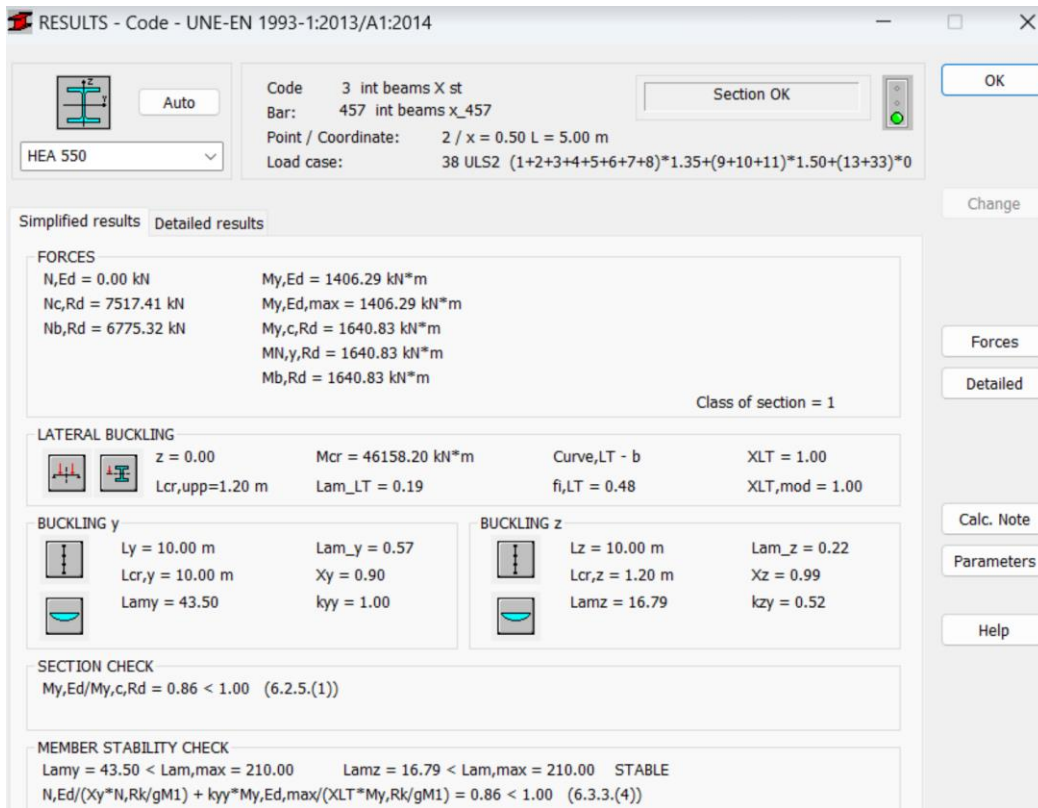 RESULTS - Code - UNE-EN 1993-1:2013/A1:2014
z
y
Auto
HEA 550
Code 3 int beams X st
Bar: 457 int beams x_457
Point / Coordinate: 2 / x = 0.50 L = 5.00 m
Load case: 38 ULS2 (1+2+3+4+5+6+7+8)*1.35+(9+10+11)*1.50+(13+33)*0
Section OK
OK
Change
Simplified results Detailed results
FORCES
N,Ed = 0.00 kN My,Ed = 1406.29 kN*m
Nc,Rd = 7517.41 kN My,Ed,max = 1406.29 kN*m
Nb,Rd = 6775.32 kN My,c,Rd = 1640.83 kN*m
MN,y,Rd = 1640.83 kN*m
Mb,Rd = 1640.83 kN*m
Class of section = 1
Forces
Detailed
LATERAL BUCKLING
z = 0.00 Mcr = 46158.20 kN*m Curve,LT - b XLT = 1.00
Lcr,upp=1.20 m Lam_LT = 0.19 fi,LT = 0.48 XLT,mod = 1.00
BUCKLING y
Ly = 10.00 m Lam_y = 0.57
Lcr,y = 10.00 m Xy = 0.90
Lamy = 43.50 kyy = 1.00
BUCKLING z
Lz = 10.00 m Lam_z = 0.22
Lcr,z = 1.20 m Xz = 0.99
Lamz = 16.79 kzy = 0.52
Calc. Note
Parameters
Help
SECTION CHECK
My,Ed/My,c,Rd = 0.86 < 1.00 (6.2.5.(1))
MEMBER STABILITY CHECK
Lamy = 43.50 < Lam,max = 210.00 Lamz = 16.79 < Lam,max = 210.00 STABLE
N,Ed/(Xy*N,Rk/gM1) + kyy*My,Ed,max/(XLT*My,Rk/gM1) = 0.86 < 1.00 (6.3.3.(4))